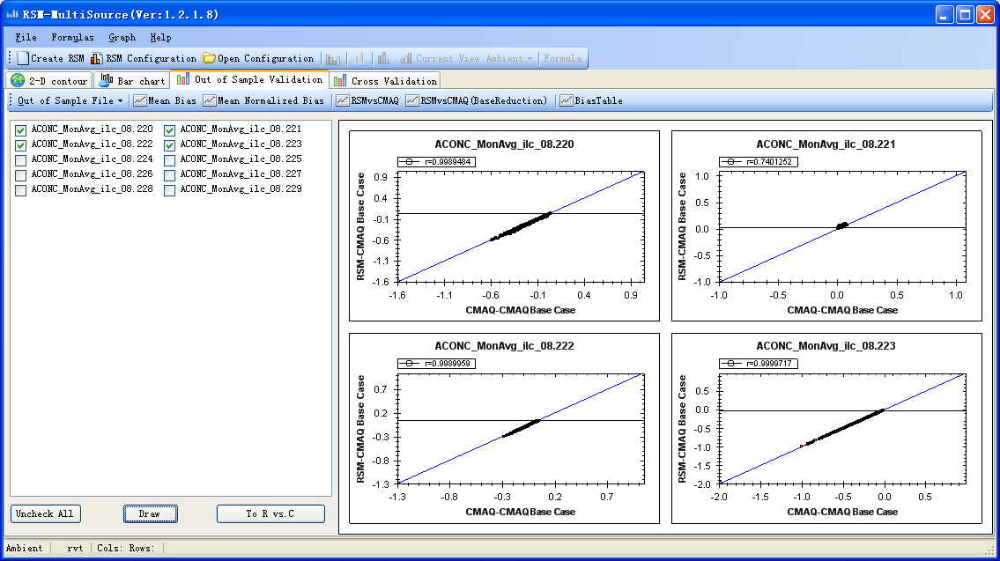 RSM-MultiSource(Ver:1.2.1.8)
File Formulas Graph Help
Create RSM RSM Configuration Open Configuration Current View Ambient Formula
2-D contour Bar chart Out of Sample Validation Cross Validation
Out of Sample File Mean Bias Mean Normalized Bias RSMvsCMAQ RSMvsCMAQ(BaseReduction) BiasTable
ACONC_MonAvg_ilc_08.220 ACONC_MonAvg_ilc_08.221
ACONC_MonAvg_ilc_08.222 ACONC_MonAvg_ilc_08.223
ACONC_MonAvg_ilc_08.224 ACONC_MonAvg_ilc_08.225
ACONC_MonAvg_ilc_08.226 ACONC_MonAvg_ilc_08.227
ACONC_MonAvg_ilc_08.228 ACONC_MonAvg_ilc_08.229
Uncheck All Draw To R vs.C
ACONC_MonAvg_ilc_08.220
r=0.9989484
RSM-CMAQ Base Case
0.9
0.4
-0.1
-0.6
-1.1
-1.6
-1.6 -1.1 -0.6 -0.1 0.4 0.9
CMAQ-CMAQ Base Case
ACONC_MonAvg_ilc_08.221
r=0.7401252
RSM-CMAQ Base Case
1.0
0.5
0.0
-0.5
-1.0
-1.0 -0.5 0.0 0.5 1.0
CMAQ-CMAQ Base Case
ACONC_MonAvg_ilc_08.222
r=0.9989959
RSM-CMAQ Base Case
0.7
0.2
-0.3
-0.8
-1.3
-1.3 -0.8 -0.3 0.2 0.7
CMAQ-CMAQ Base Case
ACONC_MonAvg_ilc_08.223
r=0.9999717
RSM-CMAQ Base Case
0.5
0.0
-0.5
-1.0
-1.5
-2.0
-2.0 -1.5 -1.0 -0.5 0.0 0.5
CMAQ-CMAQ Base Case
Ambient rvt Cols: Rows: